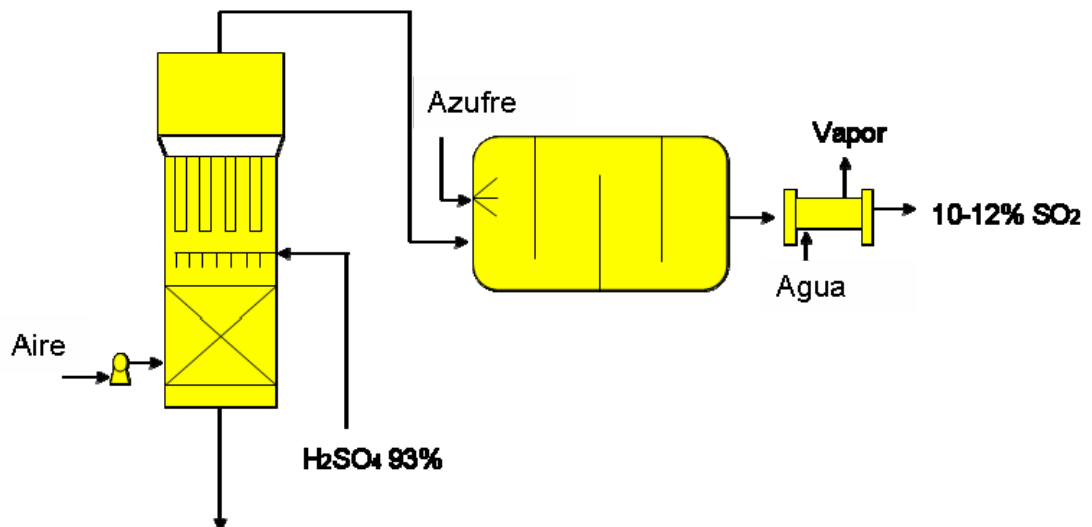 Azufre
Vapor
10-12% SO₂
Agua
Aire
H₂SO₄ 93%